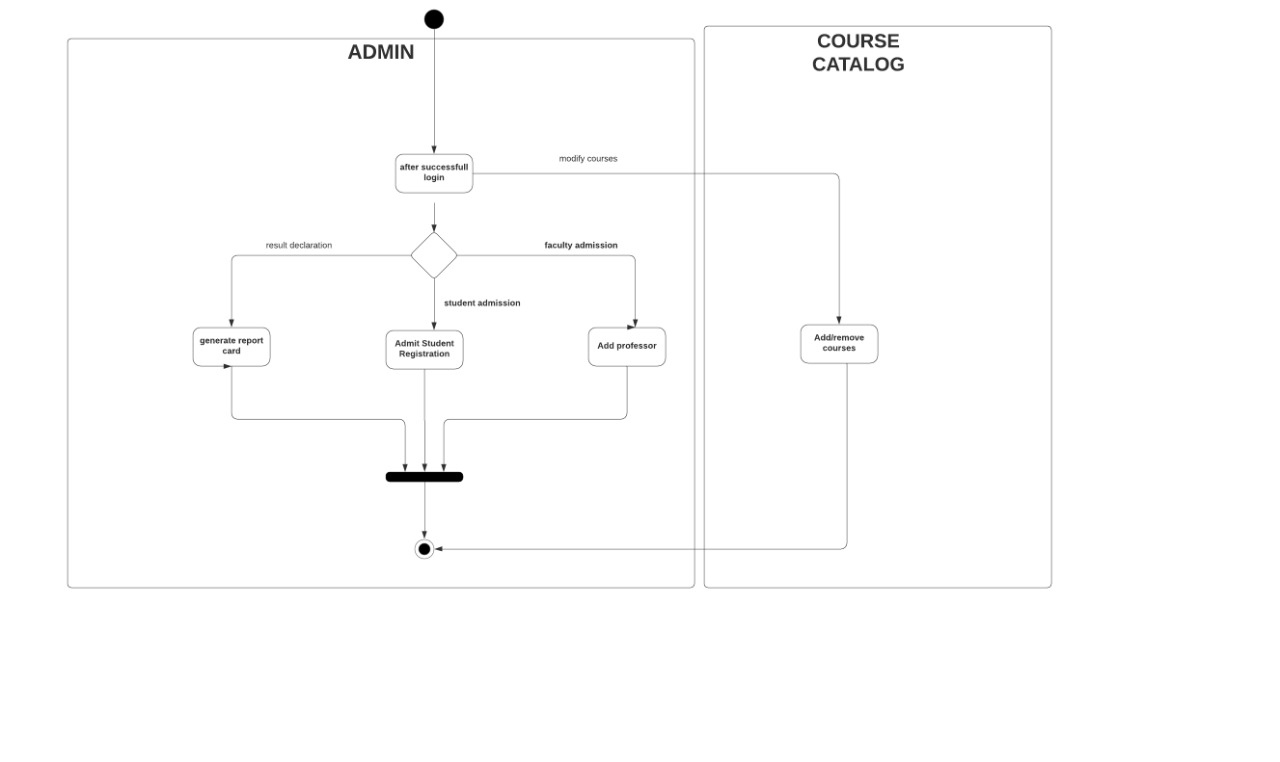 ADMIN
COURSE
CATALOG
after successfull
login
modify courses
result declaration
faculty admission
student admission
generate report
card
Admit Student
Registration
Add professor
Add/remove
courses